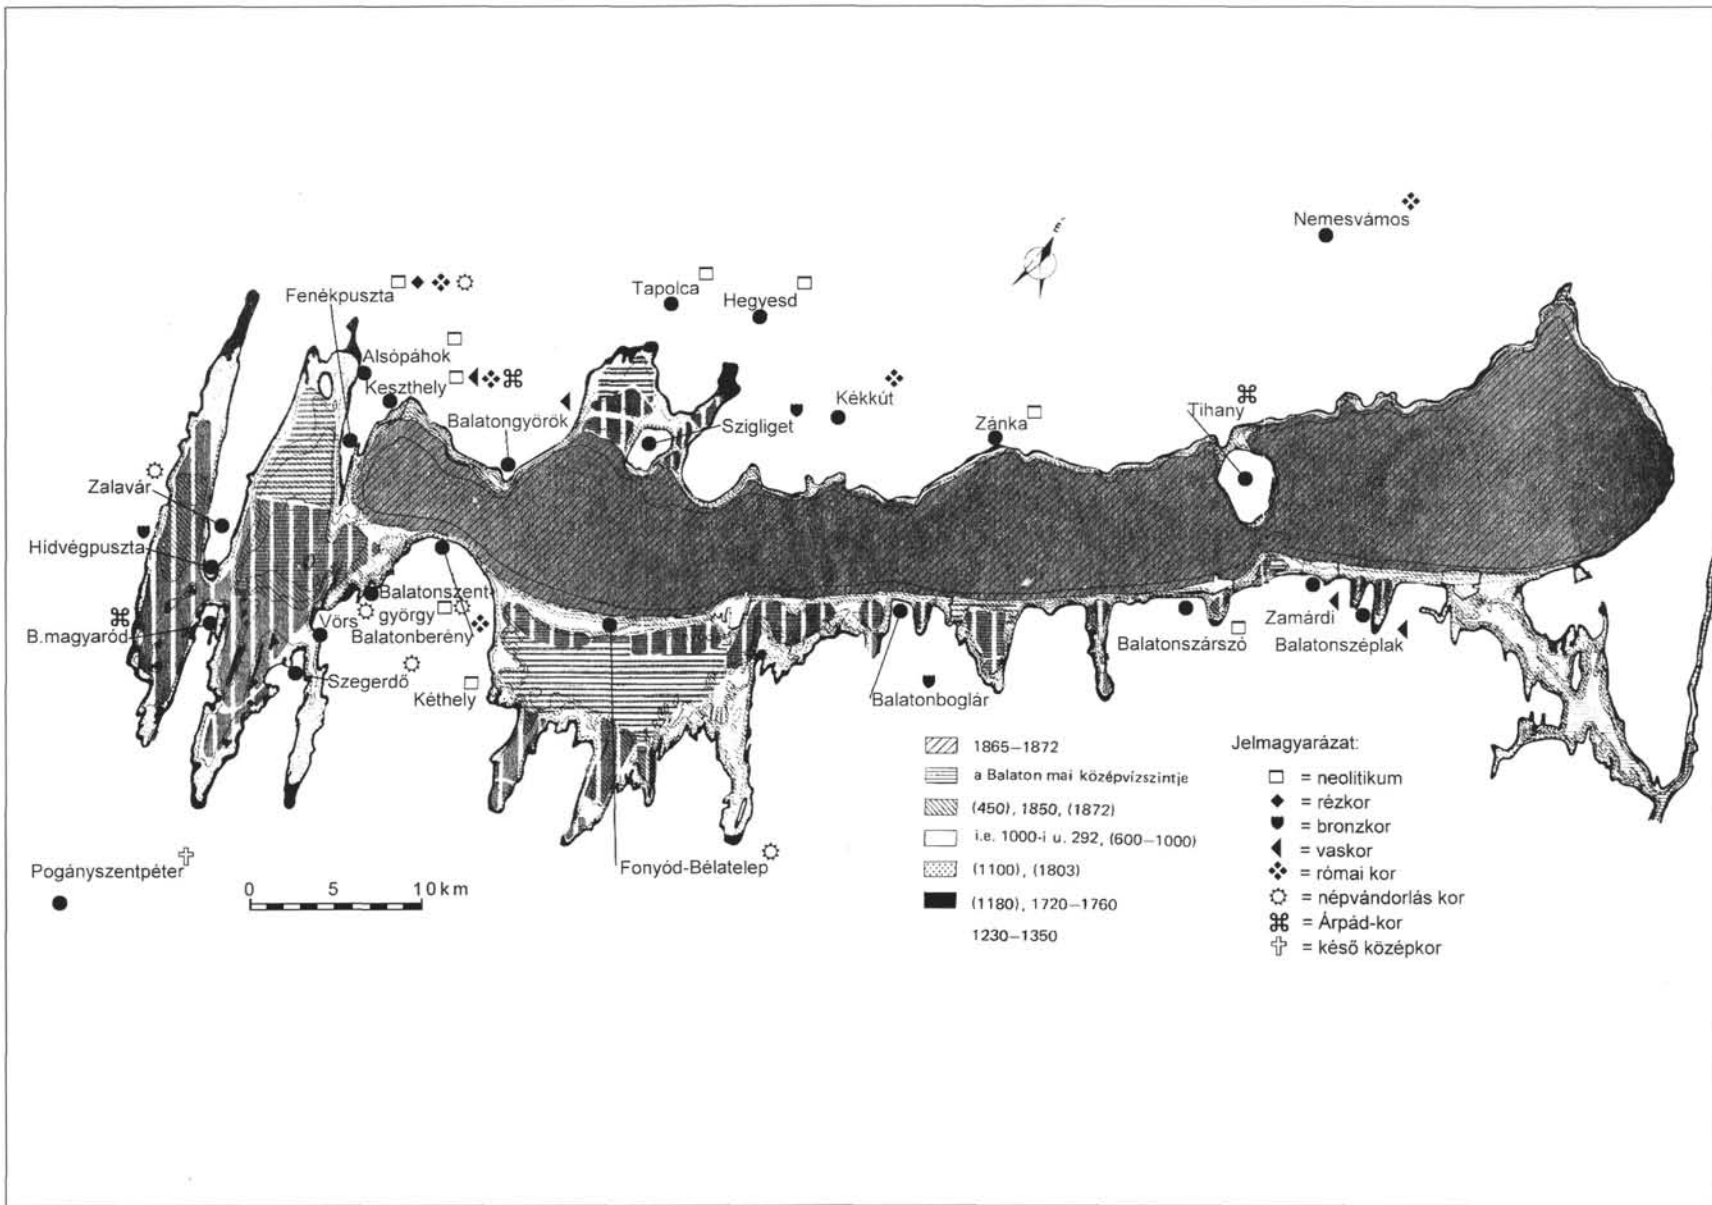 É
Nemesvámos
Fenékpuszta
Tapolca
Hegyesd
Alsópáhok
Keszthely
Balatongyörök
Szigliget
Kékkút
Zánka
Tihany
Zalavár
Hídvégpuszta
B.magyaród
Vörs
Balatonszent-
györgy
Balatonberény
Szegerdő
Kéthely
Balatonboglár
Balatonszárszó
Zamárdi
Balatonszéplak
Fonyód-Bélatelep
Pogányszentpéter
0 5 10 km
1865–1872
a Balaton mai középvízszintje
(450), 1850, (1872)
i.e. 1000-i u. 292, (600–1000)
(1100), (1803)
(1180), 1720–1760
1230–1350
Jelmagyarázat:
= neolitikum
= rézkor
= bronzkor
= vaskor
= római kor
= népvándorlás kor
= Árpád-kor
= késő középkor